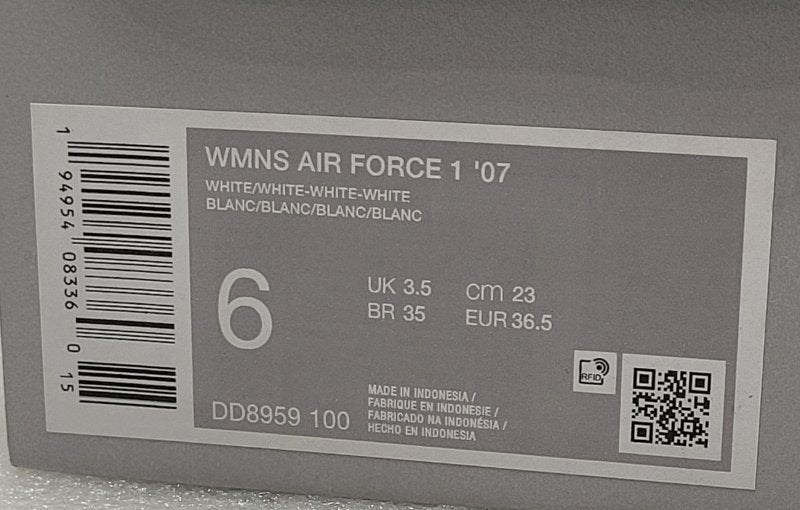 1 94954 08336 0 15
WMNS AIR FORCE 1 '07
WHITE/WHITE-WHITE-WHITE
BLANC/BLANC/BLANC/BLANC
6
UK 3.5 cm 23
BR 35 EUR 36.5
RFID
DD8959 100
MADE IN INDONESIA /
FABRIQUE EN INDONESIE /
FABRICADO NA INDONÉSIA /
HECHO EN INDONESIA